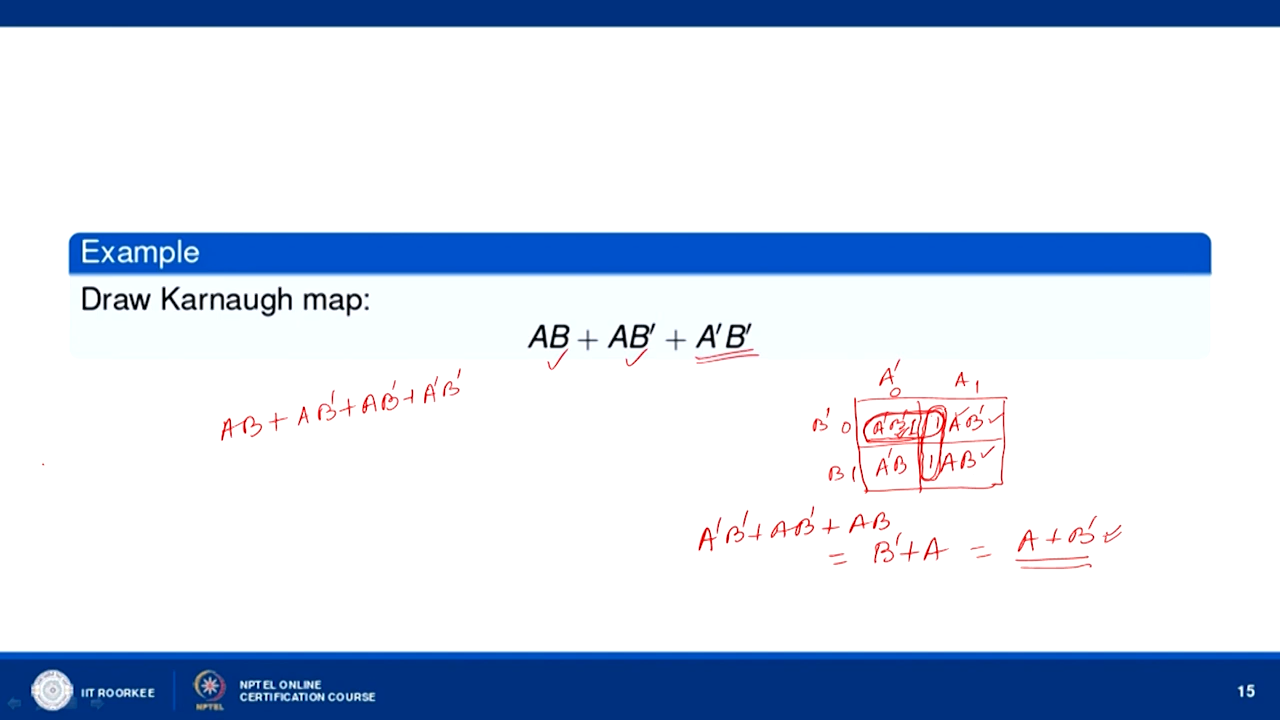 Example
Draw Karnaugh map:
AB + AB′ + A′B′
AB + AB′ + AB′ + A′B′
A′ A
0 1
B′ 0 A′B′ 1 1 AB′
B 1 A′B 1 AB
A′B′ + AB′ + AB
= B′ + A = A + B′
IIT ROORKEE
NPTEL
NPTEL ONLINE
CERTIFICATION COURSE
15